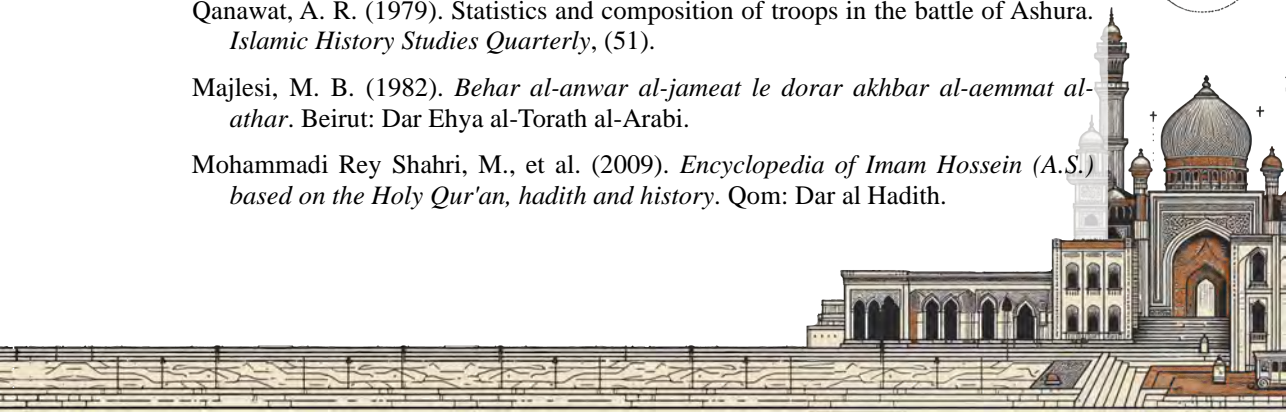 Qanawat, A. R. (1979). Statistics and composition of troops in the battle of Ashura.
Islamic History Studies Quarterly, (51).
Majlesi, M. B. (1982). Behar al-anwar al-jameat le dorar akhbar al-aemmat al-
athar. Beirut: Dar Ehya al-Torath al-Arabi.
Mohammadi Rey Shahri, M., et al. (2009). Encyclopedia of Imam Hossein (A.S.)
based on the Holy Qur'an, hadith and history. Qom: Dar al Hadith.